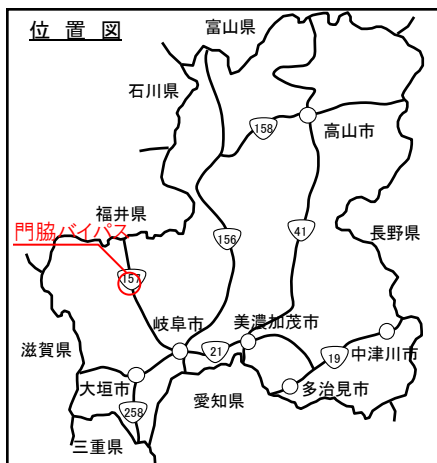 位置図
富山県
石川県
158
高山市
福井県
門脇バイパス
156
41
長野県
157
岐阜市
美濃加茂市
滋賀県
21
19
中津川市
大垣市
多治見市
愛知県
258
三重県